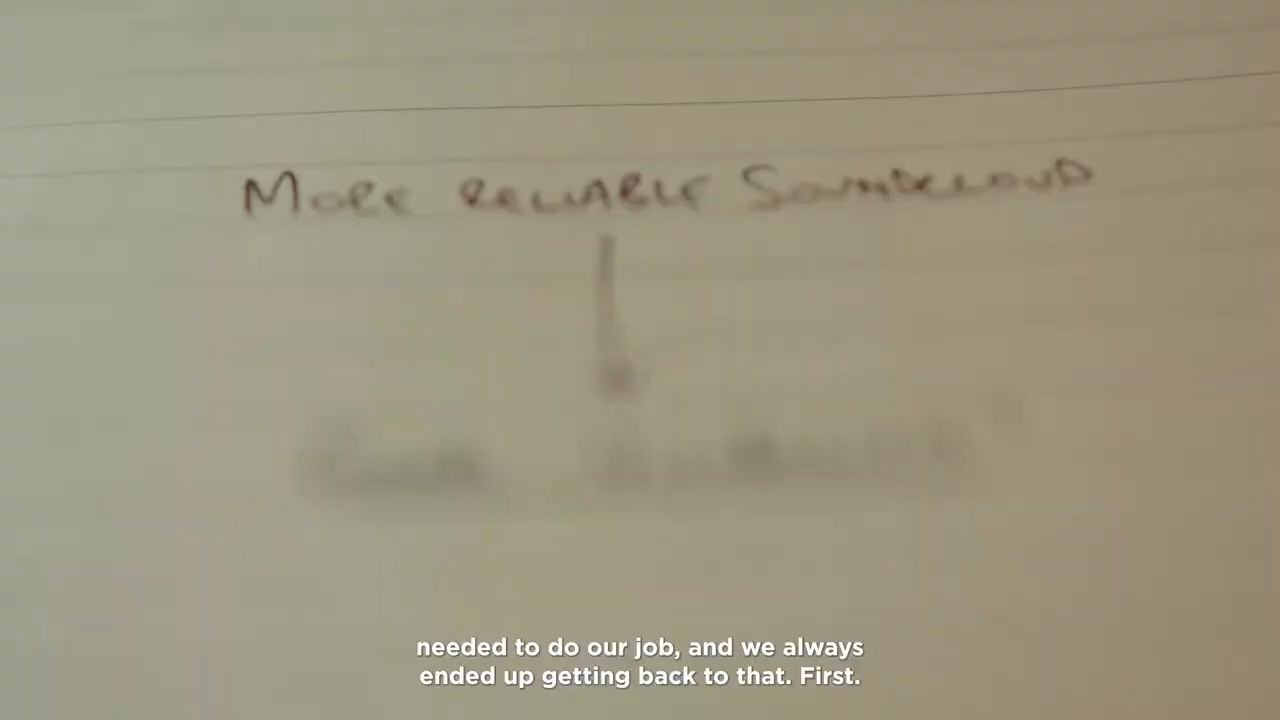 MORE RELIABLE SOUNDCLOUD
needed to do our job, and we always
ended up getting back to that. First.